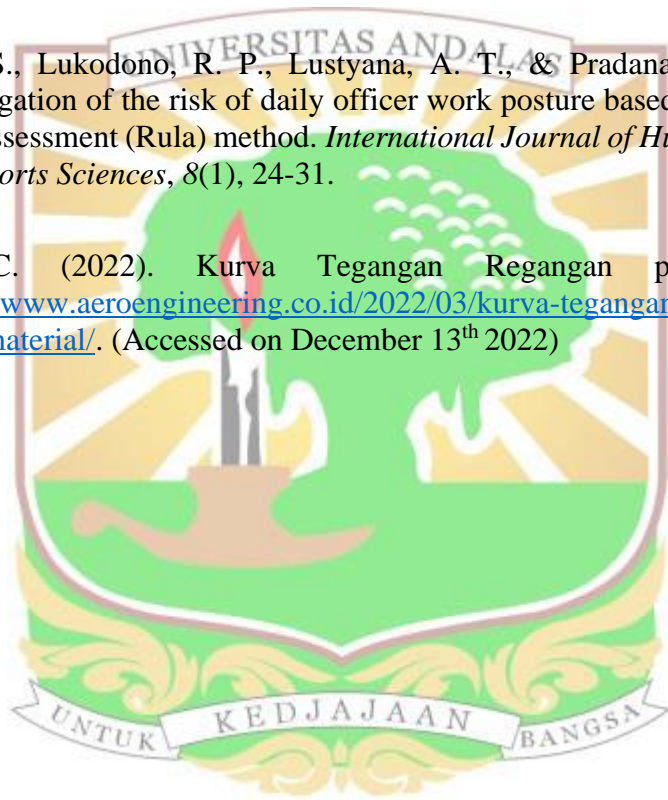 UNIVERSITAS ANDALAS
S., Lukodono, R. P., Lustyana, A. T., & Pradana
gation of the risk of daily officer work posture based
ssessment (Rula) method. International Journal of Hu
orts Sciences, 8(1), 24-31.
C. (2022). Kurva Tegangan Regangan p
www.aeroengineering.co.id/2022/03/kurva-tegangan
material/. (Accessed on December 13th 2022)
UNTUK KEDJAJAAN BANGSA